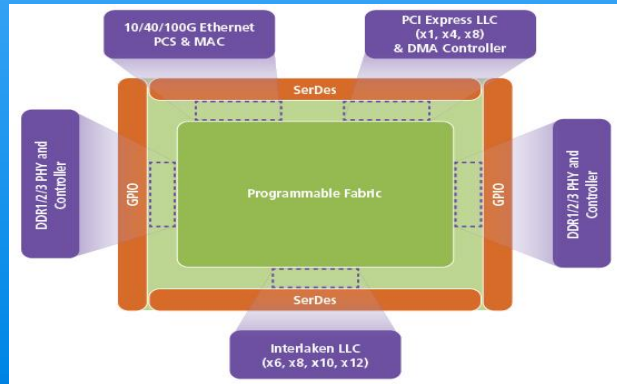 10/40/100G Ethernet
PCS & MAC
PCI Express LLC
(x1, x4, x8)
& DMA Controller
SerDes
DDR1/2/3 PHY and
Controller
GPIO
Programmable Fabric
GPIO
DDR1/2/3 PHY and
Controller
SerDes
Interlaken LLC
(x6, x8, x10, x12)